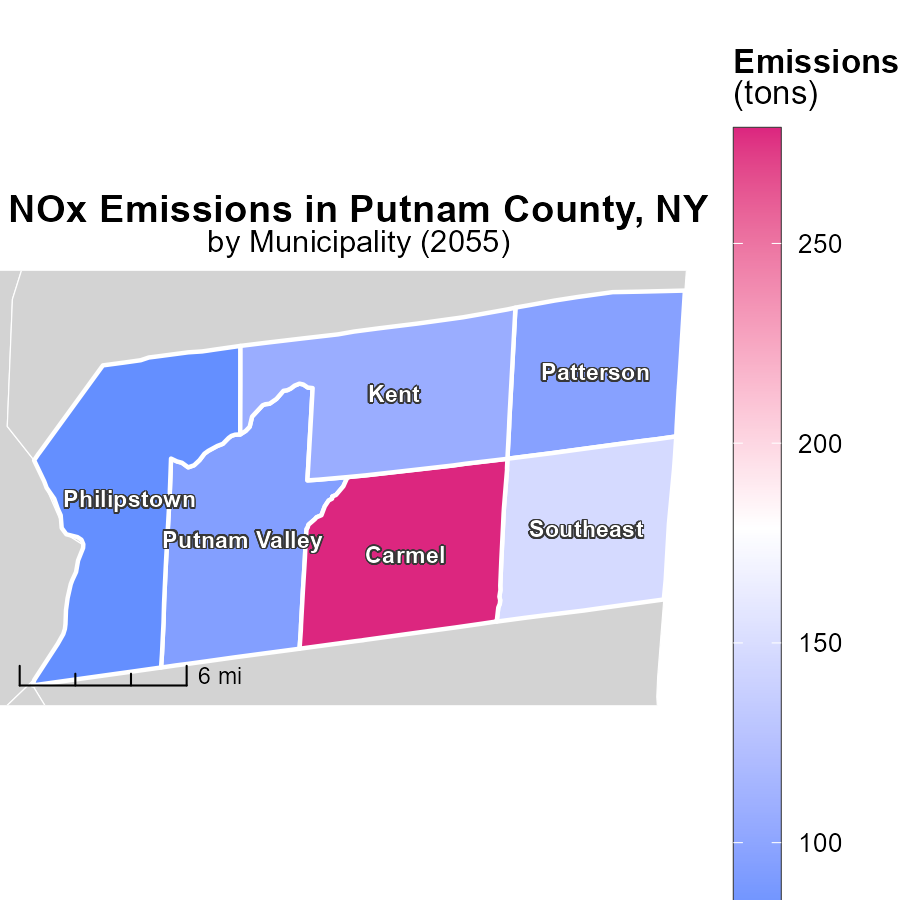 NOx Emissions in Putnam County, NY
by Municipality (2055)
Emissions
(tons)
250
200
150
100
Patterson
Kent
Philipstown
Putnam Valley
Carmel
Southeast
6 mi